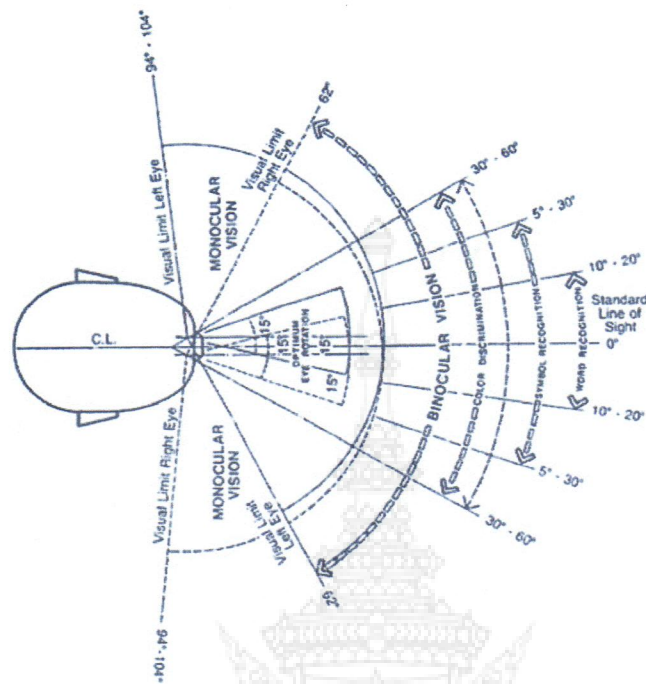 94° - 104°
Visual Limit Left Eye
MONOCULAR
VISION
62°
Visual Limit
Right Eye
30° - 60°
5° - 30°
10° - 20°
Standard
Line of
Sight
0°
C.L.
15°
15°
15°
15°
OPTIMUM
EYE ROTATION
BINOCULAR VISION
COLOR DISCRIMINATION
SYMBOL RECOGNITION
WORD RECOGNITION
10° - 20°
5° - 30°
30° - 60°
62°
Visual Limit
Left Eye
MONOCULAR
VISION
Visual Limit Right Eye
94° - 104°